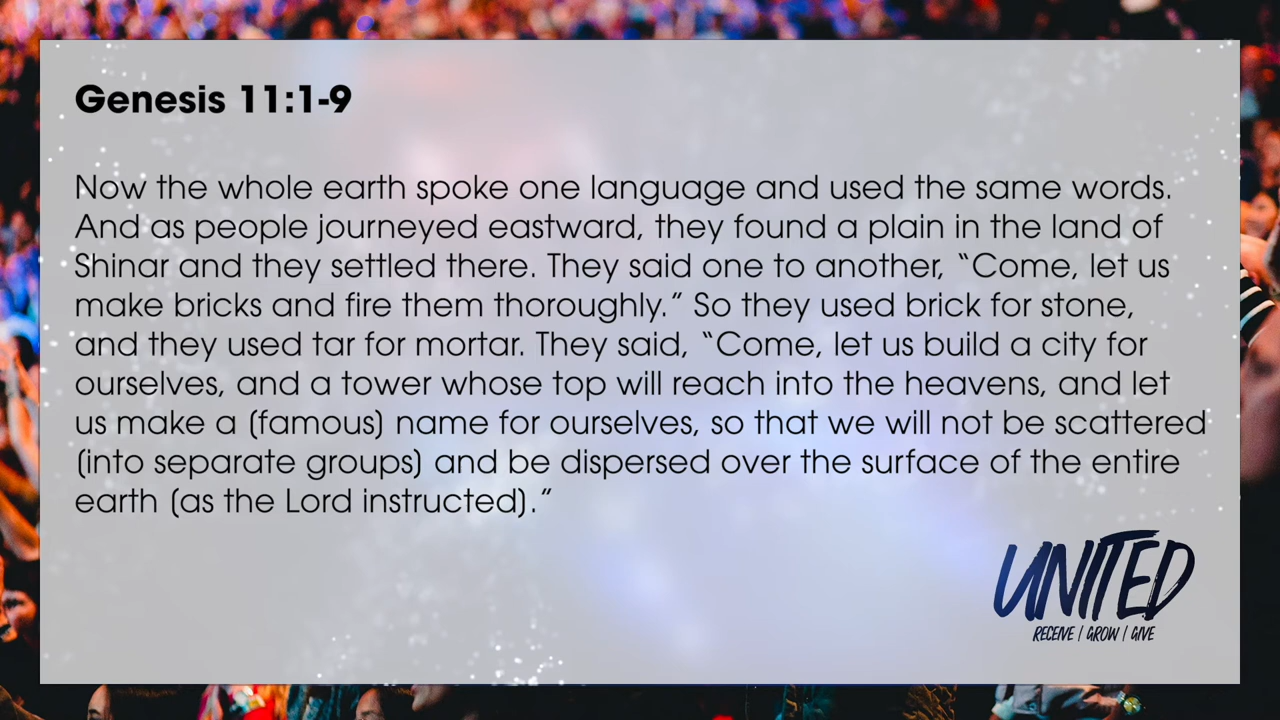 Genesis 11:1-9
Now the whole earth spoke one language and used the same words.
And as people journeyed eastward, they found a plain in the land of
Shinar and they settled there. They said one to another, “Come, let us
make bricks and fire them thoroughly.” So they used brick for stone,
and they used tar for mortar. They said, “Come, let us build a city for
ourselves, and a tower whose top will reach into the heavens, and let
us make a (famous) name for ourselves, so that we will not be scattered
(into separate groups) and be dispersed over the surface of the entire
earth (as the Lord instructed).”
UNITED
RECEIVE / GROW / GIVE